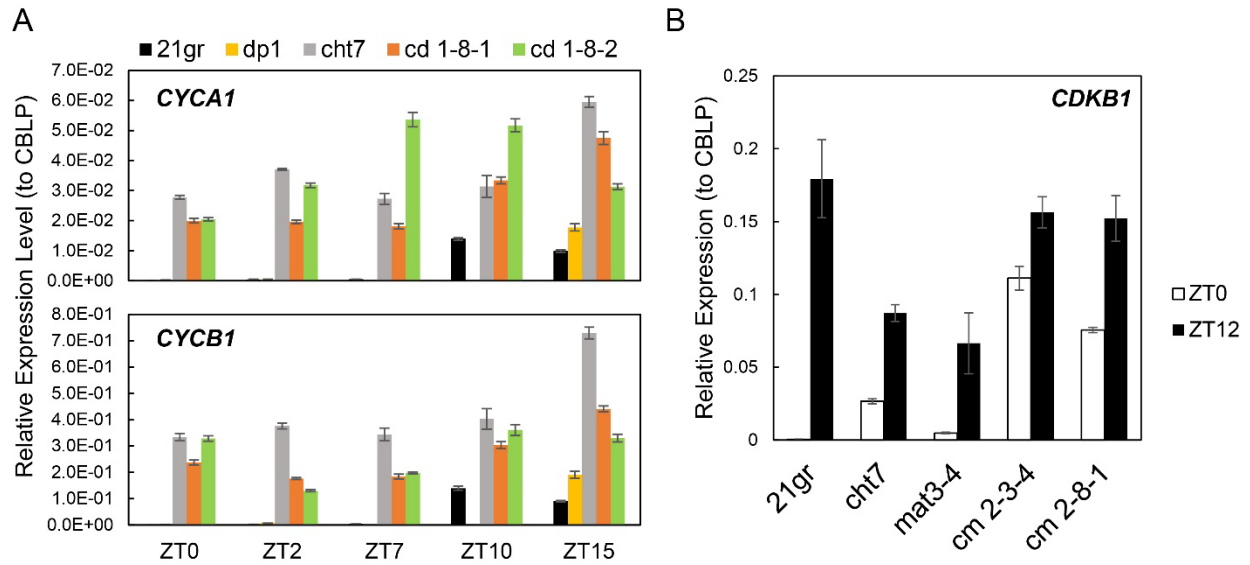 A
21gr dp1 cht7 cd 1-8-1 cd 1-8-2
Relative Expression Level (to CBLP)
7.0E-02
6.0E-02
5.0E-02
4.0E-02
3.0E-02
2.0E-02
1.0E-02
0.0E+00
CYCA1
8.0E-01
7.0E-01
6.0E-01
5.0E-01
4.0E-01
3.0E-01
2.0E-01
1.0E-01
0.0E+00
CYCB1
ZT0 ZT2 ZT7 ZT10 ZT15
B
Relative Expression (to CBLP)
0.25
0.2
0.15
0.1
0.05
0
CDKB1
21gr cht7 mat3-4 cm 2-3-4 cm 2-8-1
ZT0
ZT12